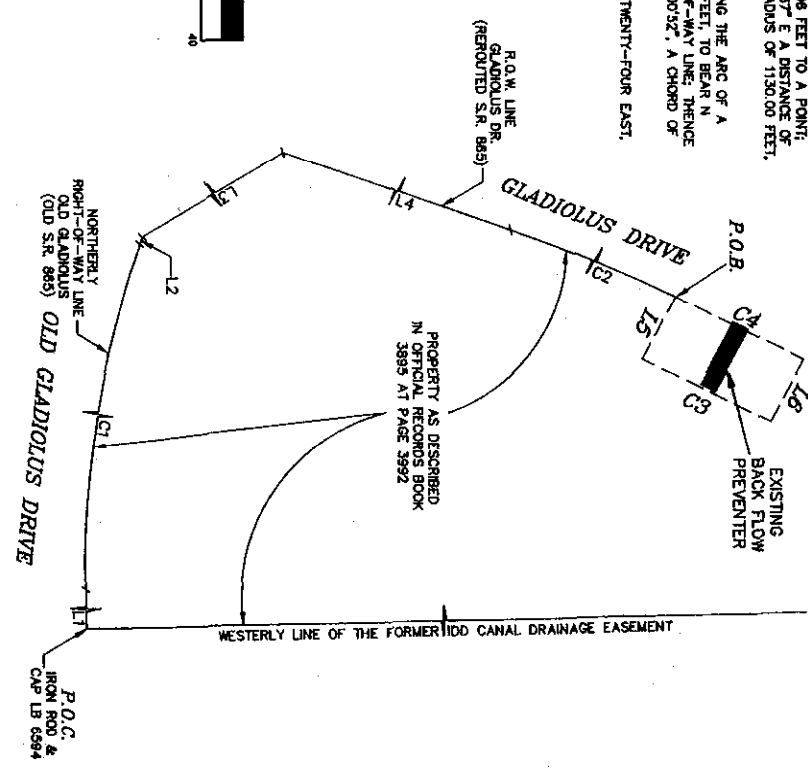 FEET TO A POINT;
E A DISTANCE OF
RADIUS OF 1130.00 FEET,
THE ARC OF A
FEET, TO BEAR N
OF-WAY LINE; THENCE
A CHORD OF
TWENTY-FOUR EAST,
40
R.O.W. LINE
GLADIOLUS DR.
(REROUTED S.R. 865)
GLADIOLUS DRIVE
P.O.B.
C4
L6
L5
C3
C2
L4
L3
L2
EXISTING
BACK FLOW
PREVENTER
PROPERTY AS DESCRIBED
IN OFFICIAL RECORDS BOOK
3895 AT PAGE 3992
NORTHERLY
RIGHT-OF-WAY LINE
OLD GLADIOLUS
(OLD S.R. 865)
OLD GLADIOLUS DRIVE
C1
L1
WESTERLY LINE OF THE FORMER IDD CANAL DRAINAGE EASEMENT
P.O.C.
IRON ROD &
CAP LB 6594